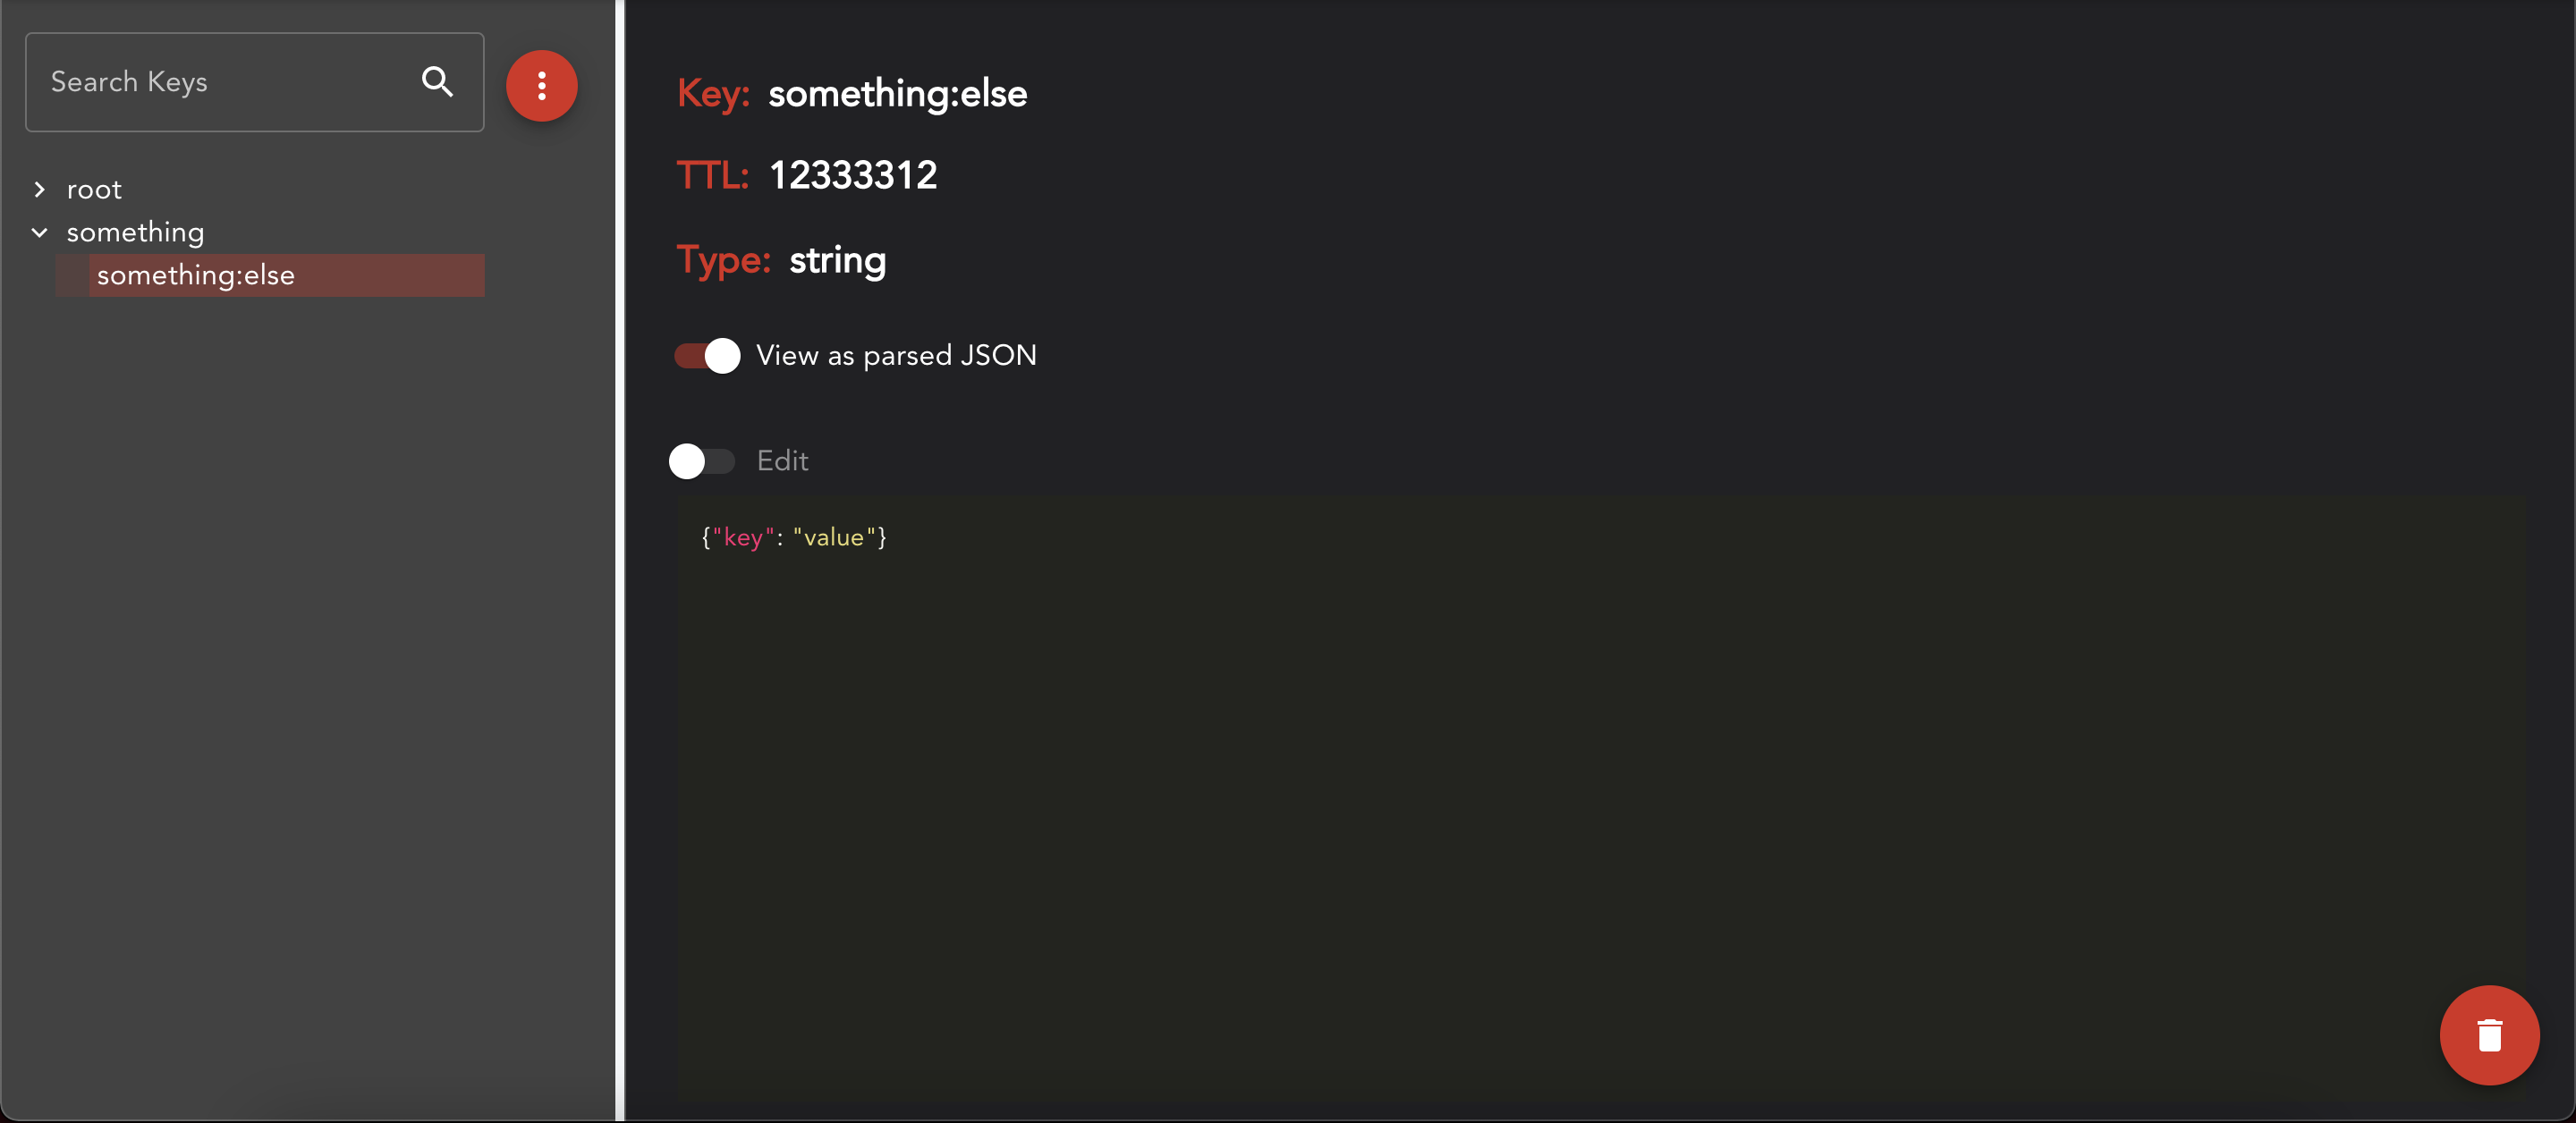 Search Keys
root
something
something:else
Key: something:else
TTL: 12333312
Type: string
View as parsed JSON
Edit
{"key": "value"}